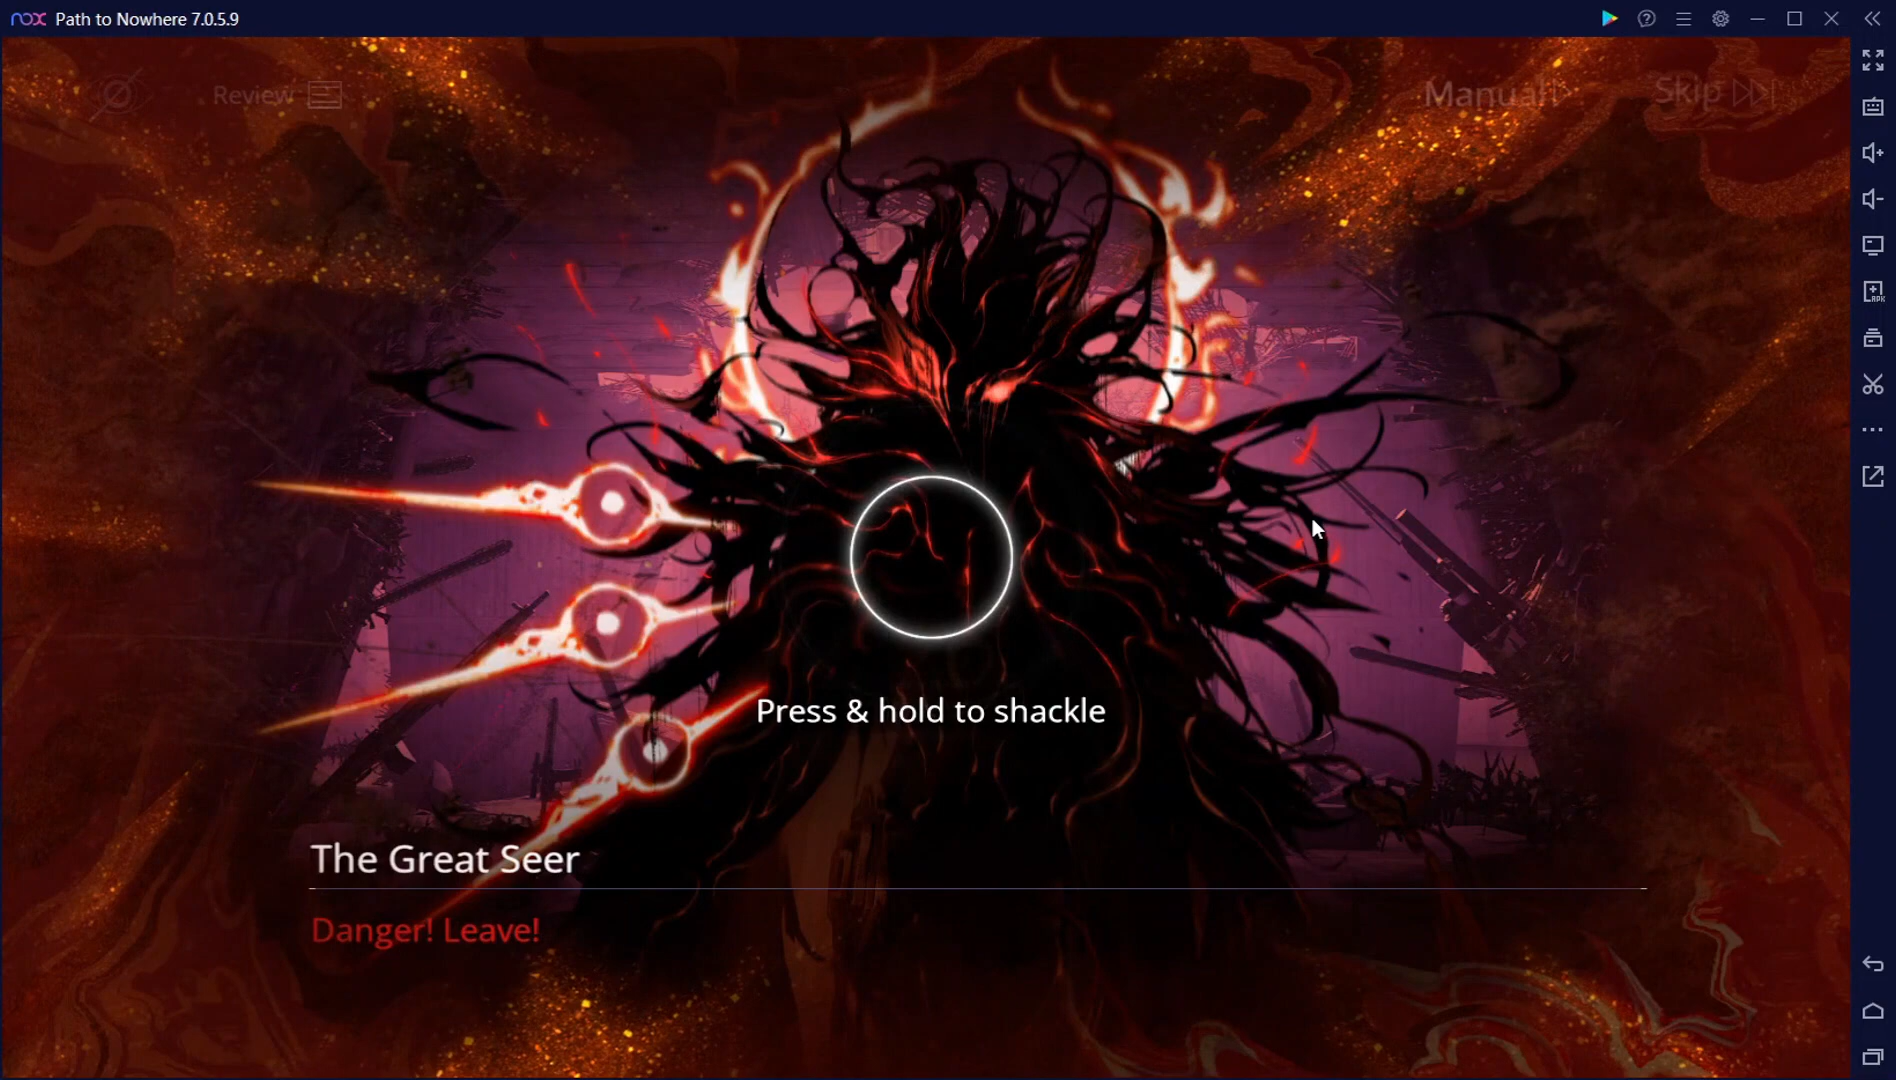 nox Path to Nowhere 7.0.5.9
Review
Manual
Skip
Press & hold to shackle
The Great Seer
Danger! Leave!